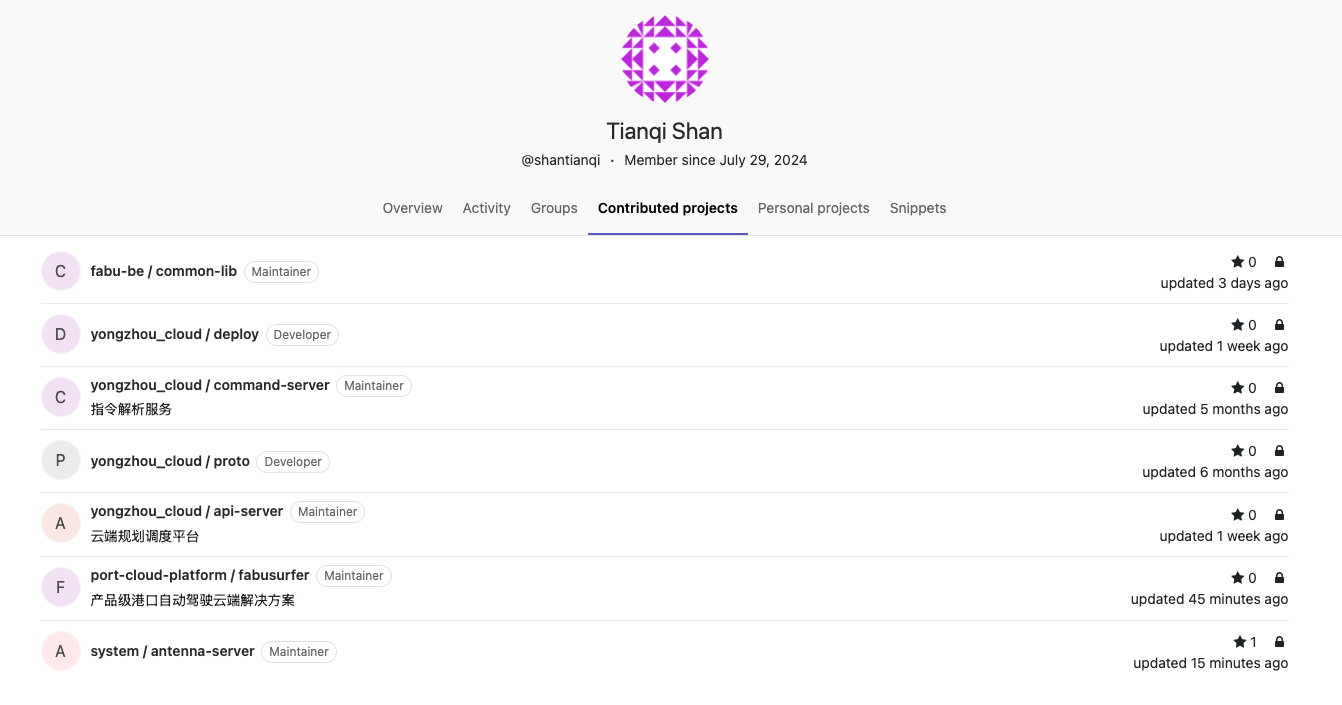 Tianqi Shan
@shantianqi · Member since July 29, 2024
Overview Activity Groups Contributed projects Personal projects Snippets
C fabu-be / common-lib Maintainer 0
updated 3 days ago
D yongzhou_cloud / deploy Developer 0
updated 1 week ago
C yongzhou_cloud / command-server Maintainer 0
指令解析服务 updated 5 months ago
P yongzhou_cloud / proto Developer 0
updated 6 months ago
A yongzhou_cloud / api-server Maintainer 0
云端规划调度平台 updated 1 week ago
F port-cloud-platform / fabusurfer Maintainer 0
产品级港口自动驾驶云端解决方案 updated 45 minutes ago
A system / antenna-server Maintainer 1
updated 15 minutes ago